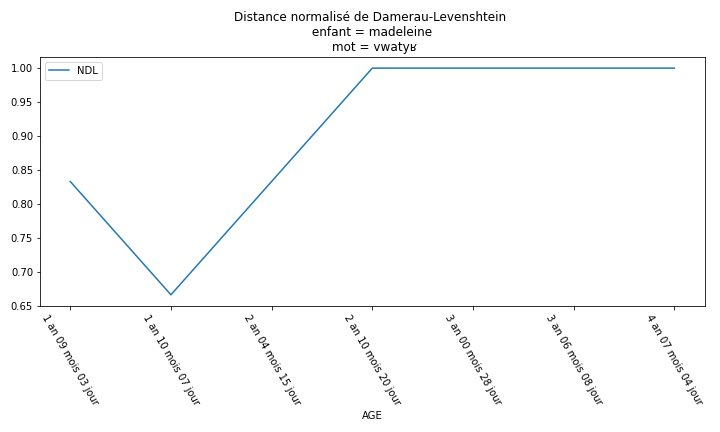 Distance normalisé de Damerau-Levenshtein
enfant = madeleine
mot = vwatyʁ
NDL
1.00
0.95
0.90
0.85
0.80
0.75
0.70
0.65
1 an 09 mois 03 jour
1 an 10 mois 07 jour
2 an 04 mois 15 jour
2 an 10 mois 20 jour
3 an 00 mois 28 jour
3 an 06 mois 08 jour
4 an 07 mois 04 jour
AGE